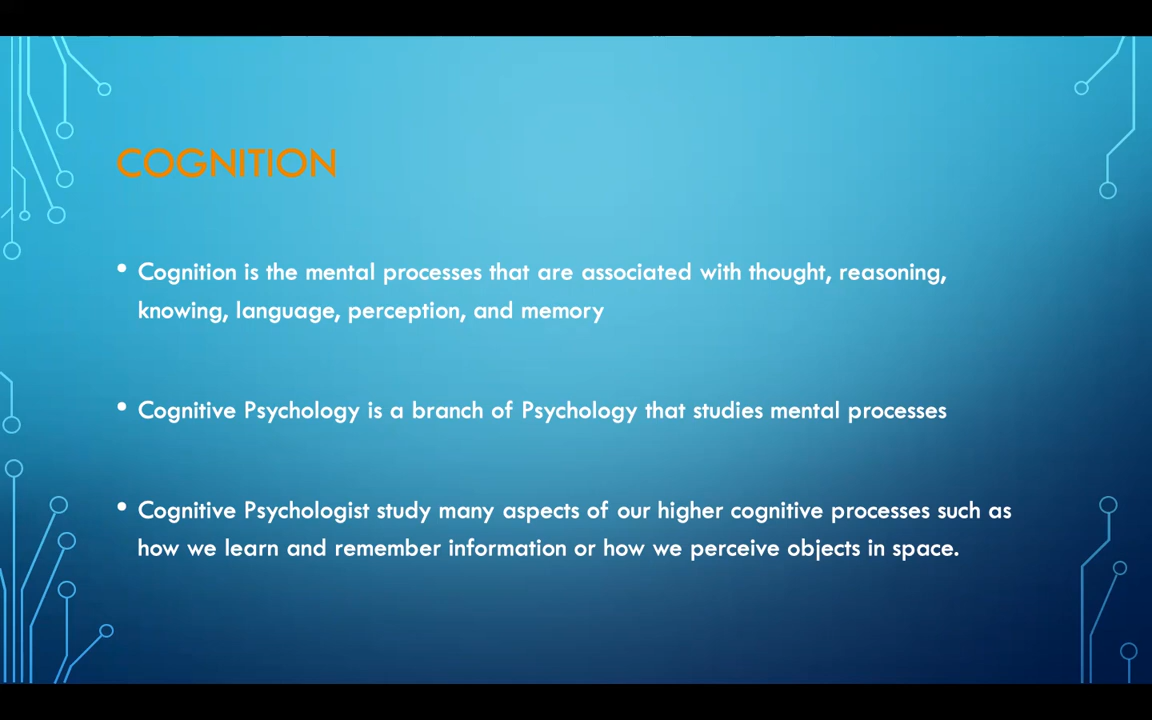 COGNITION
• Cognition is the mental processes that are associated with thought, reasoning,
knowing, language, perception, and memory
• Cognitive Psychology is a branch of Psychology that studies mental processes
• Cognitive Psychologist study many aspects of our higher cognitive processes such as
how we learn and remember information or how we perceive objects in space.